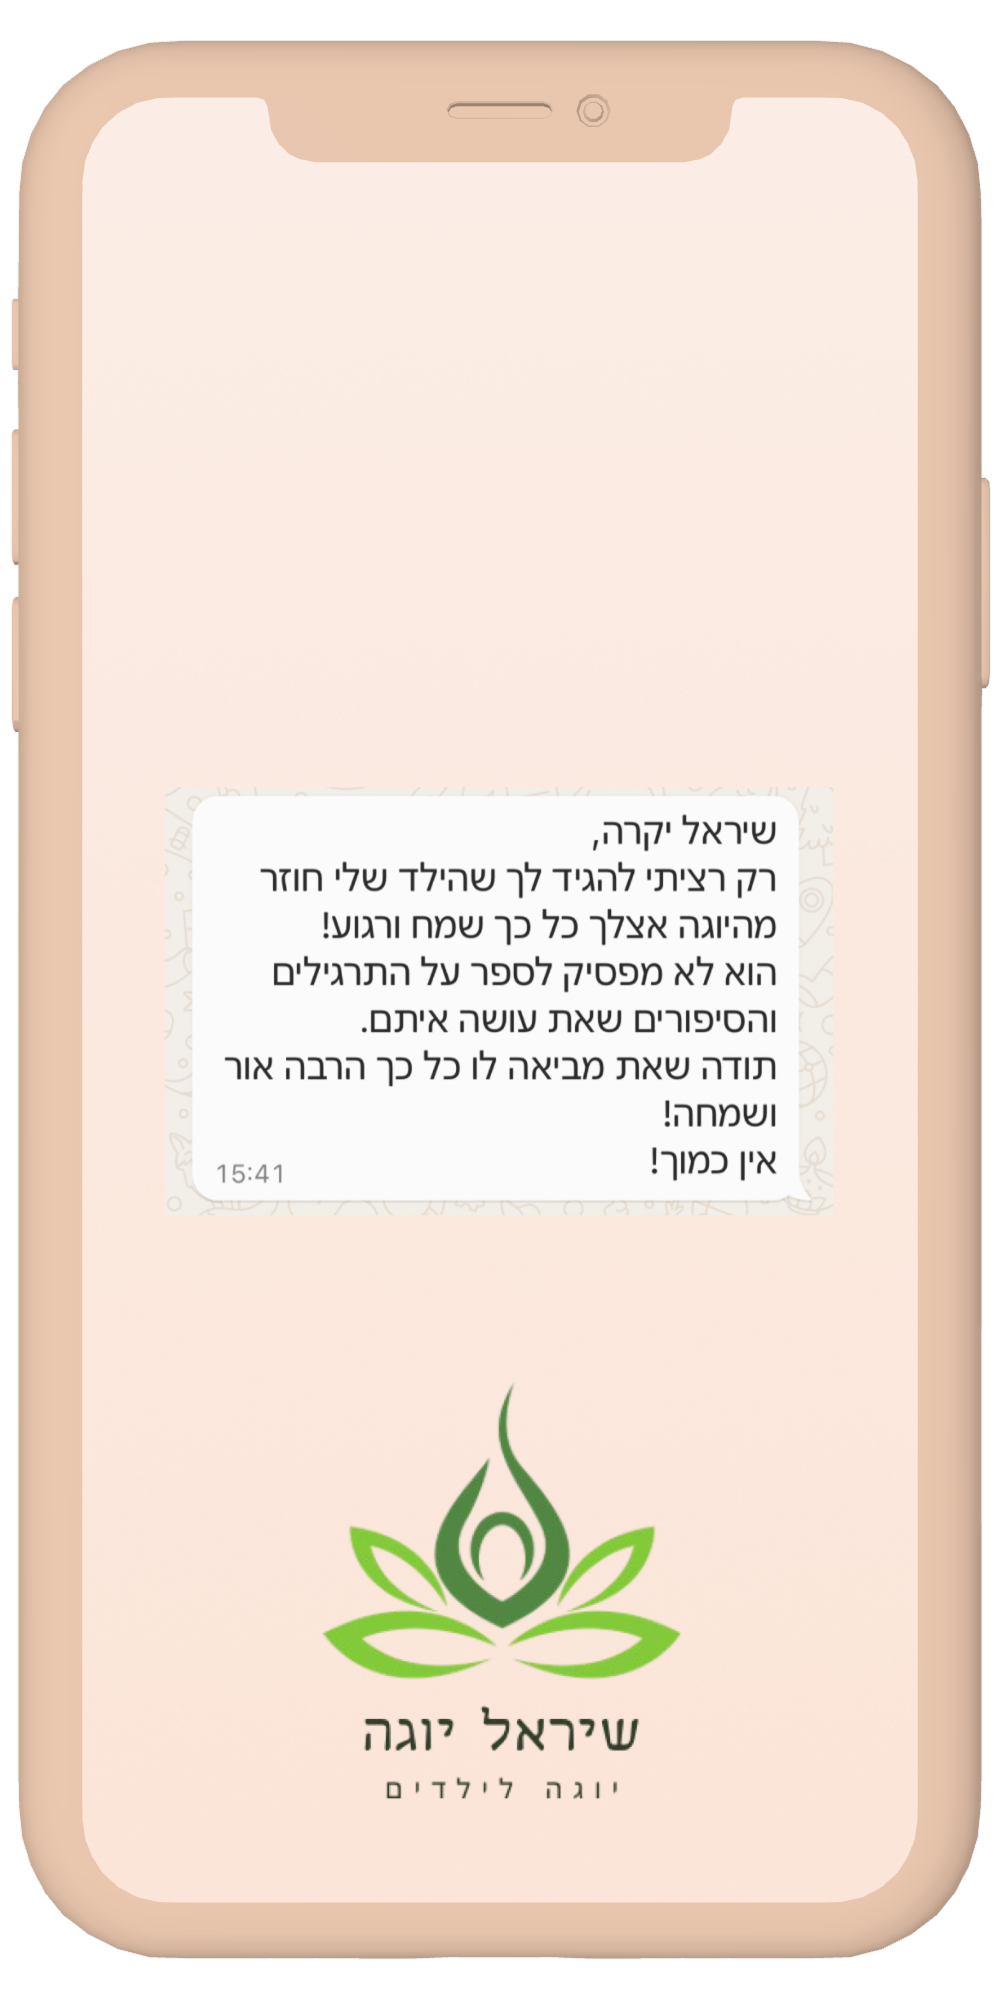 שיראל יקרה,
רק רציתי להגיד לך שהילד שלי חוזר
מהיוגה אצלך כל כך שמח ורגוע!
הוא לא מפסיק לספר על התרגילים
והסיפורים שאת עושה איתם.
תודה שאת מביאה לו כל כך הרבה אור
ושמחה!
אין כמוך!
15:41
שיראל יוגה
יוגה לילדים